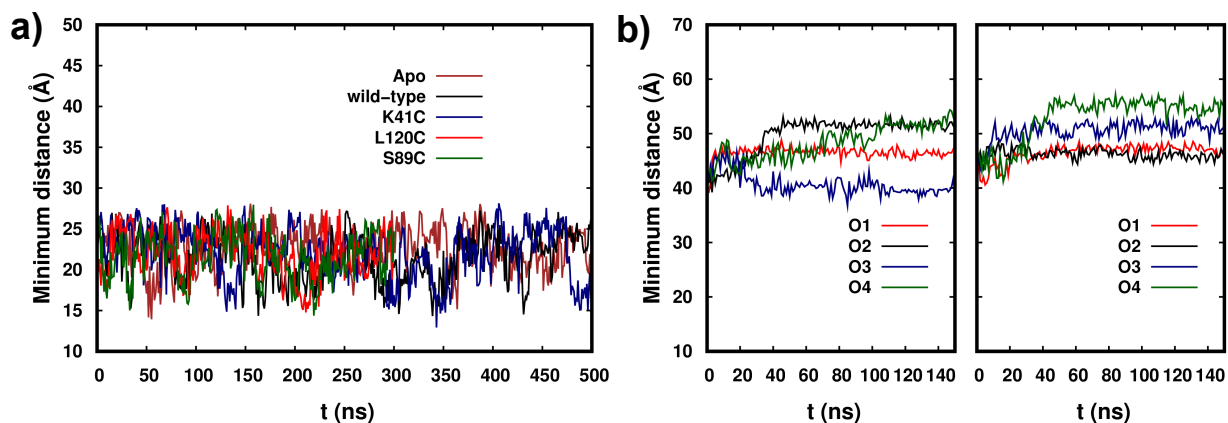 a)
Minimum distance (Å)
50
45
40
35
30
25
20
15
10
Apo
wild-type
K41C
L120C
S89C
0 50 100 150 200 250 300 350 400 450 500
t (ns)
b)
Minimum distance (Å)
70
60
50
40
30
20
10
O1
O2
O3
O4
0 20 40 60 80 100 120 140
t (ns)
O1
O2
O3
O4
0 20 40 60 80 100 120 140
t (ns)